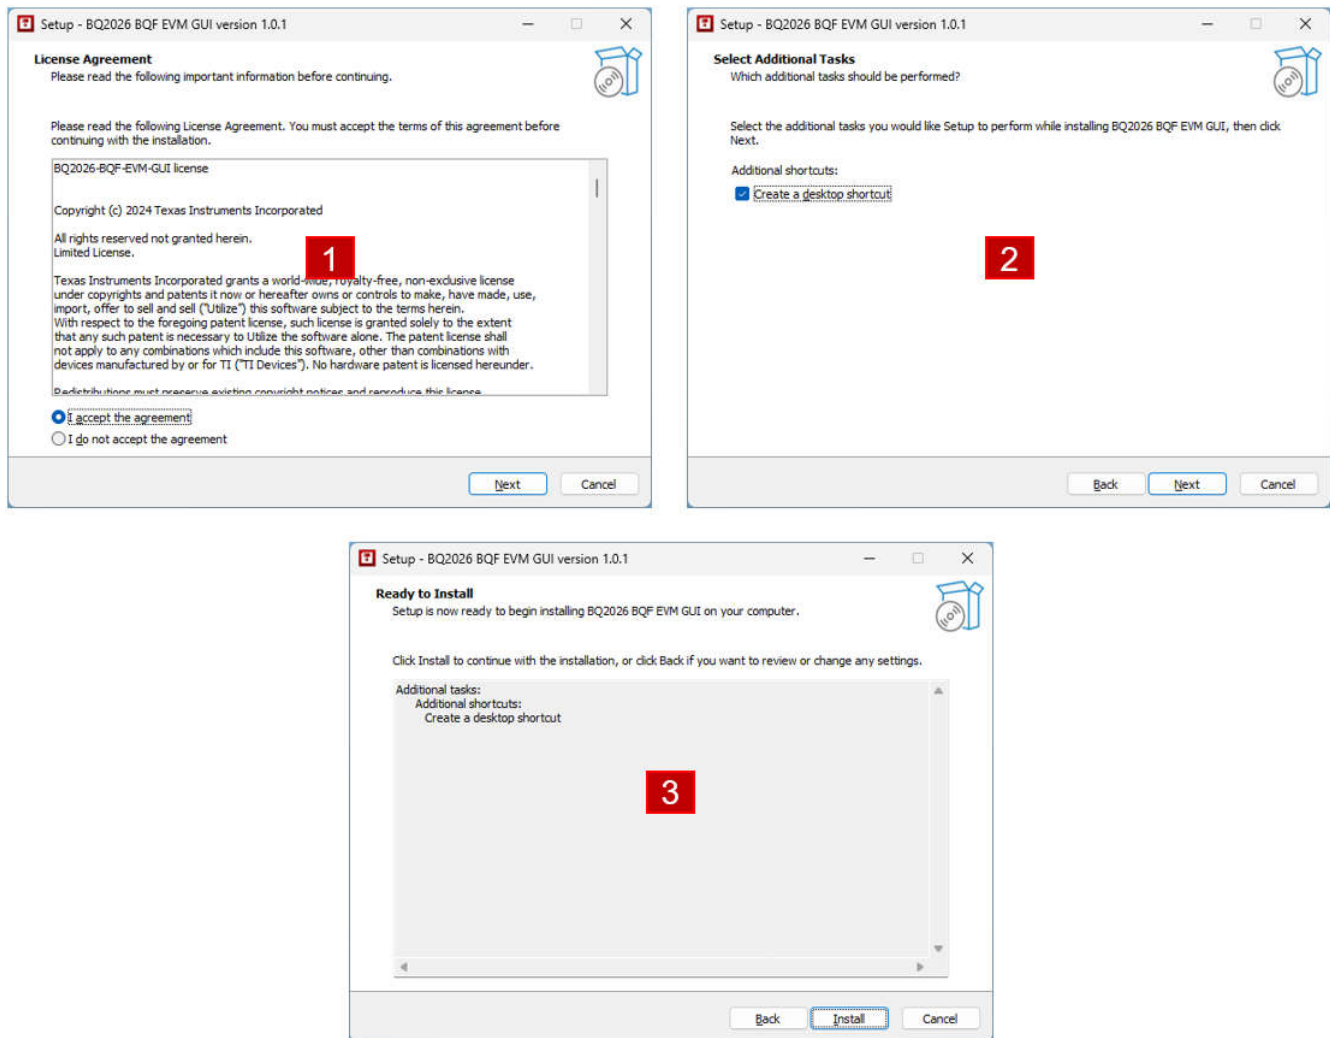 Setup - BQ2026 BQF EVM GUI version 1.0.1
License Agreement
Please read the following important information before continuing.
Please read the following License Agreement. You must accept the terms of this agreement before
continuing with the installation.
BQ2026-BQF-EVM-GUI license
Copyright (c) 2024 Texas Instruments Incorporated
All rights reserved not granted herein.
Limited License.
1
Texas Instruments Incorporated grants a world-wide, royalty-free, non-exclusive license
under copyrights and patents it now or hereafter owns or controls to make, have made, use,
import, offer to sell and sell ("Utilize") this software subject to the terms herein.
With respect to the foregoing patent license, such license is granted solely to the extent
that any such patent is necessary to Utilize the software alone. The patent license shall
not apply to any combinations which include this software, other than combinations with
devices manufactured by or for TI ("TI Devices"). No hardware patent is licensed hereunder.
Redistributions must preserve existing copyright notices and reproduce this license
I accept the agreement
I do not accept the agreement
Next
Cancel
Setup - BQ2026 BQF EVM GUI version 1.0.1
Select Additional Tasks
Which additional tasks should be performed?
Select the additional tasks you would like Setup to perform while installing BQ2026 BQF EVM GUI, then click
Next.
Additional shortcuts:
Create a desktop shortcut
2
Back
Next
Cancel
Setup - BQ2026 BQF EVM GUI version 1.0.1
Ready to Install
Setup is now ready to begin installing BQ2026 BQF EVM GUI on your computer.
Click Install to continue with the installation, or click Back if you want to review or change any settings.
Additional tasks:
Additional shortcuts:
Create a desktop shortcut
3
Back
Install
Cancel